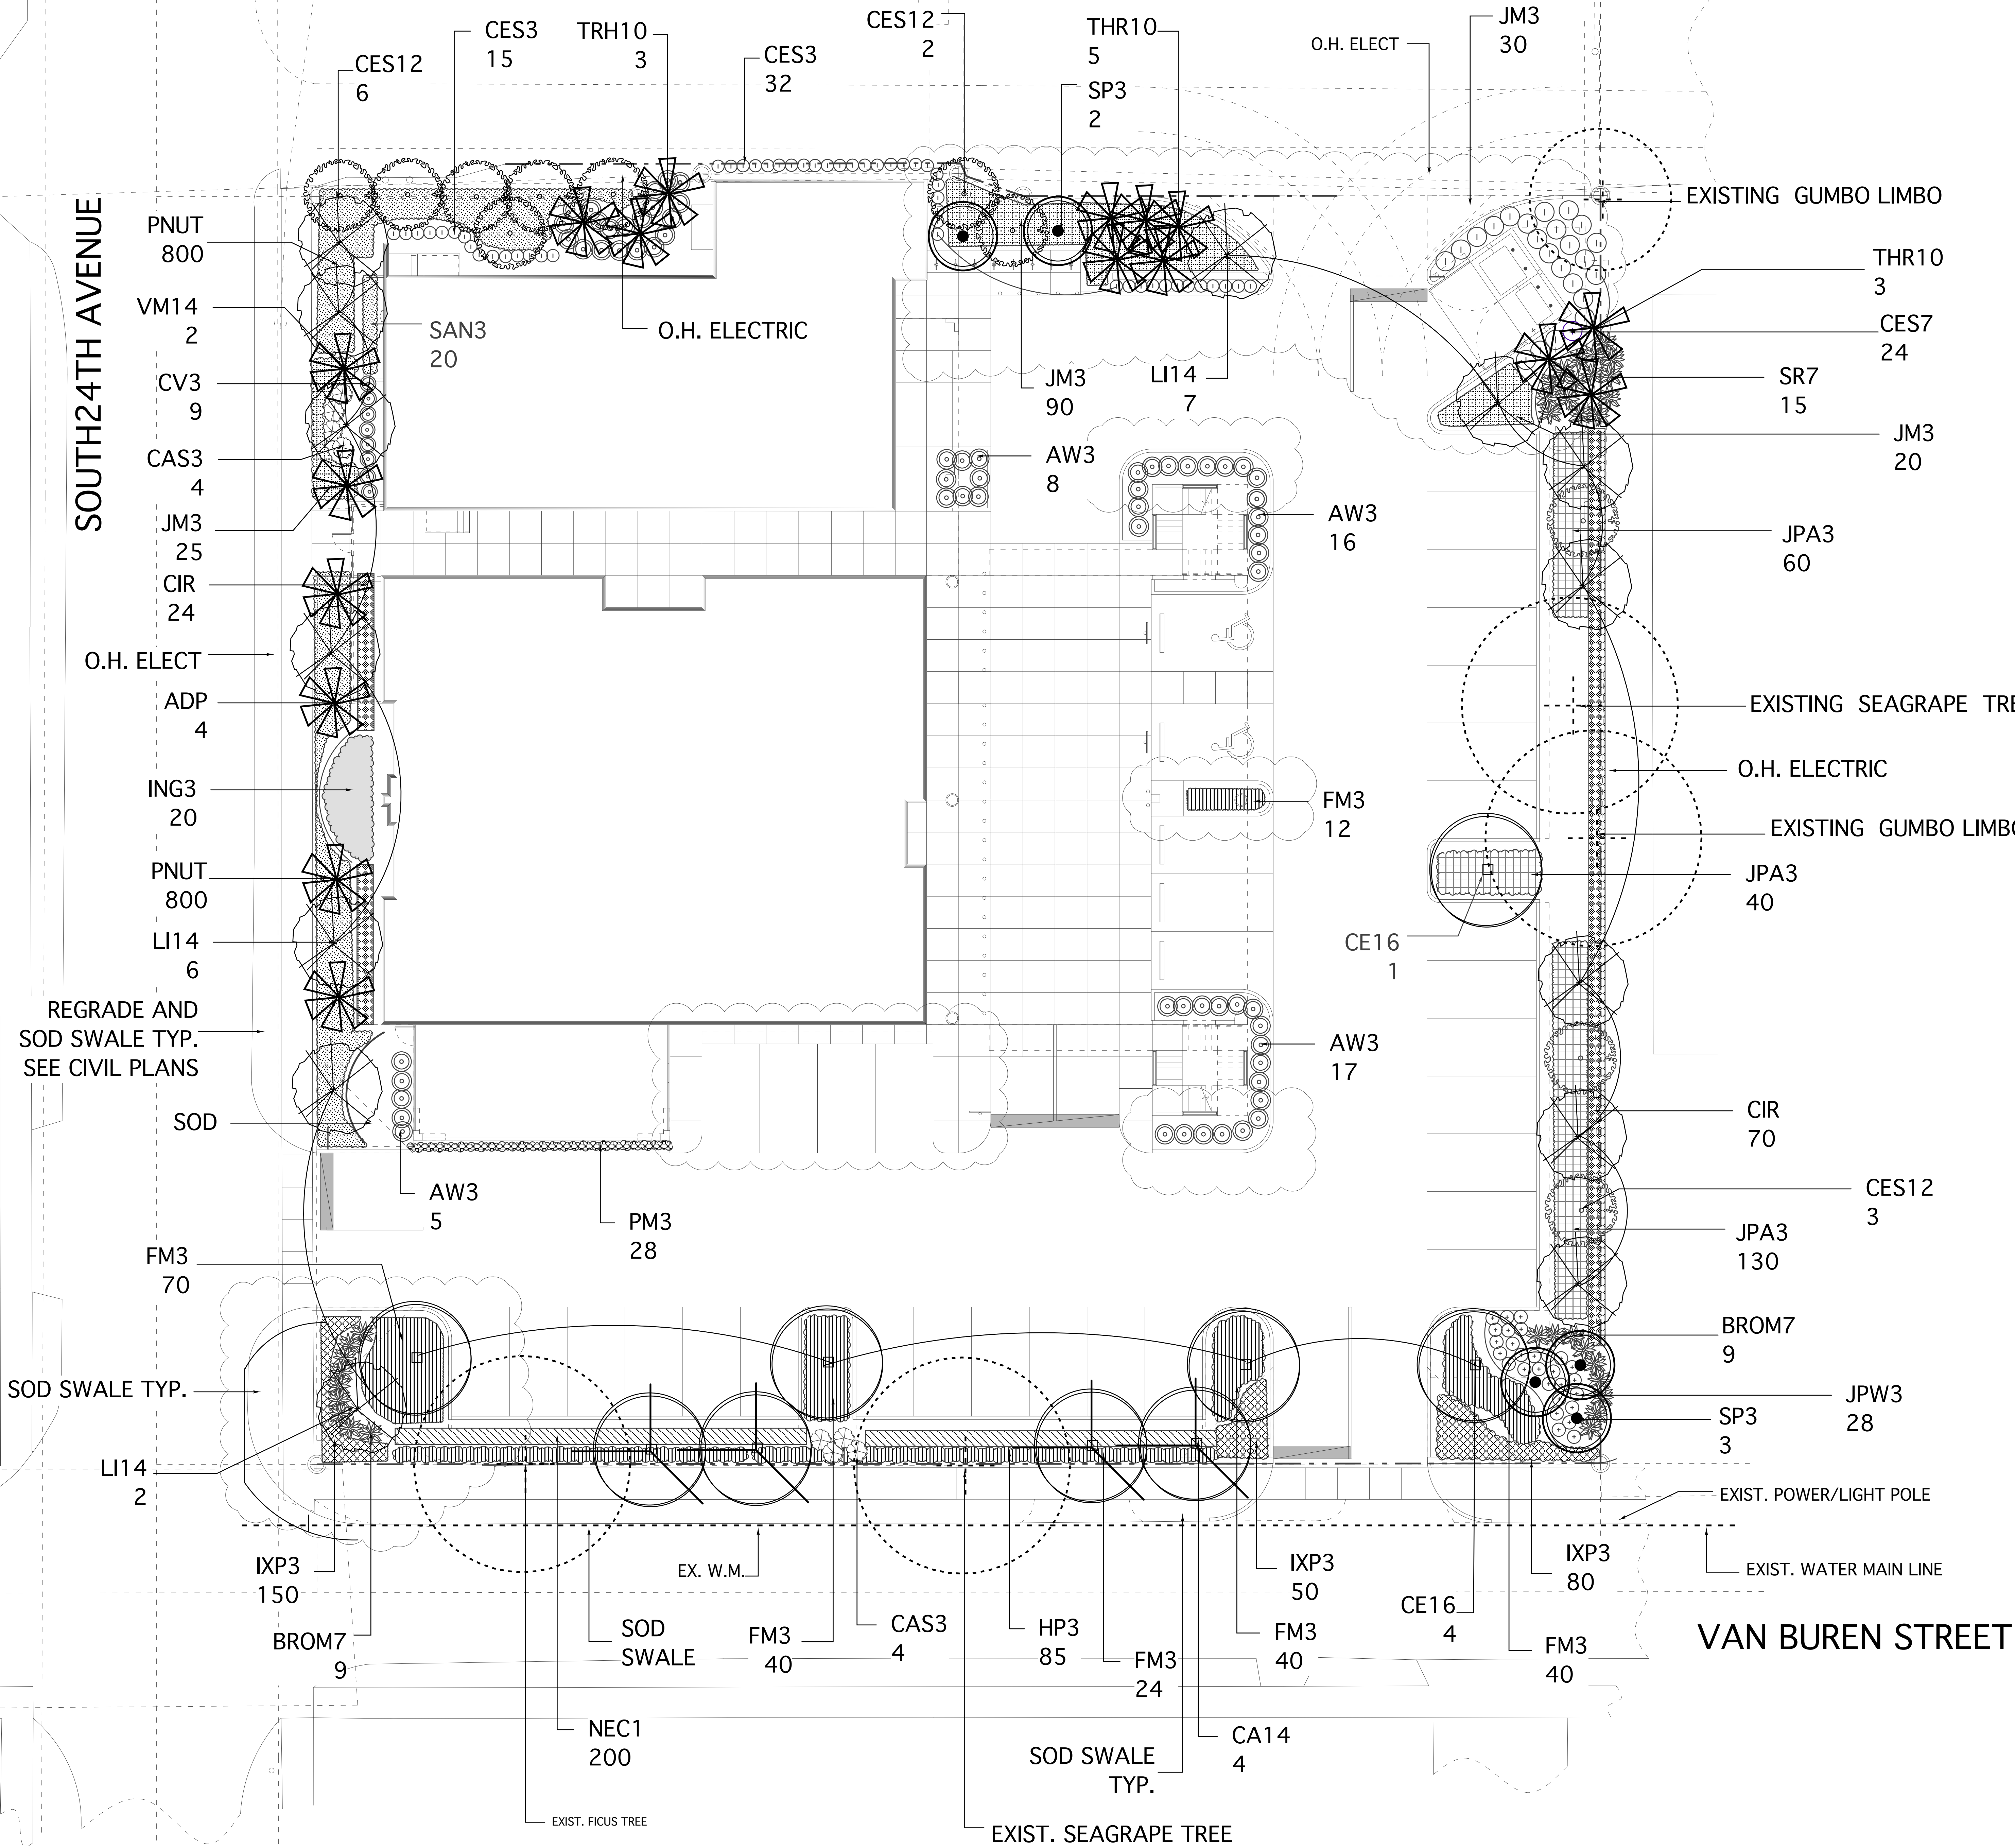 CES12
6
CES3
15
TRH10
3
CES3
32
CES12
2
THR10
5
SP3
2
O.H. ELECT
JM3
30
EXISTING GUMBO LIMBO
THR10
3
CES7
24
SR7
15
JM3
20
JPA3
60
EXISTING SEAGRAPE TRE
O.H. ELECTRIC
EXISTING GUMBO LIMBO
JPA3
40
CE16
1
CIR
70
CES12
3
JPA3
130
BROM7
9
JPW3
28
SP3
3
EXIST. POWER/LIGHT POLE
EXIST. WATER MAIN LINE
VAN BUREN STREET
SOUTH24TH AVENUE
PNUT
800
VM14
2
CV3
9
CAS3
4
JM3
25
CIR
24
O.H. ELECT
ADP
4
ING3
20
PNUT
800
LI14
6
REGRADE AND
SOD SWALE TYP.
SEE CIVIL PLANS
SOD
FM3
70
SOD SWALE TYP.
LI14
2
SAN3
20
O.H. ELECTRIC
JM3
90
LI14
7
AW3
8
AW3
16
FM3
12
AW3
17
AW3
5
PM3
28
IXP3
150
BROM7
9
SOD
SWALE
EX. W.M.
FM3
40
CAS3
4
HP3
85
FM3
24
FM3
40
IXP3
50
CE16
4
FM3
40
IXP3
80
NEC1
200
SOD SWALE
TYP.
CA14
4
EXIST. FICUS TREE
EXIST. SEAGRAPE TREE